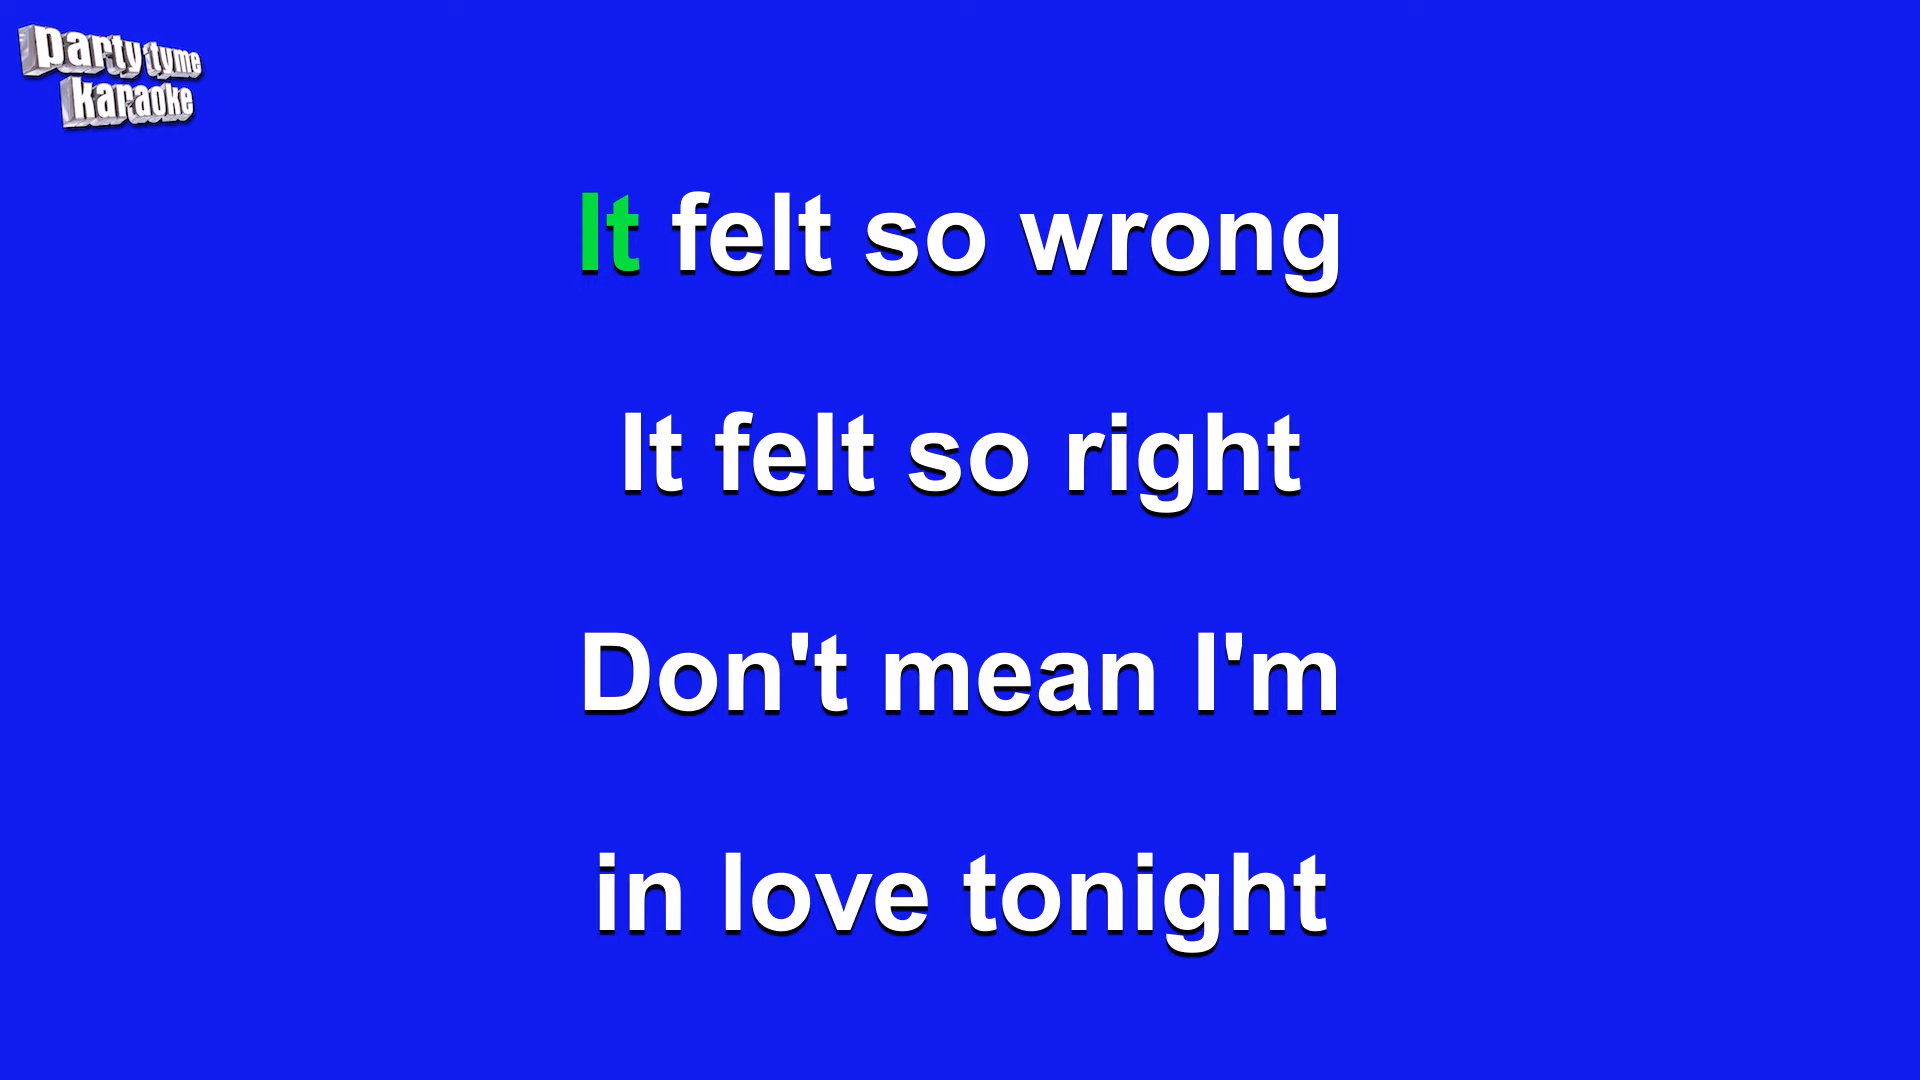 party tyme
karaoke
It felt so wrong
It felt so right
Don't mean I'm
in love tonight